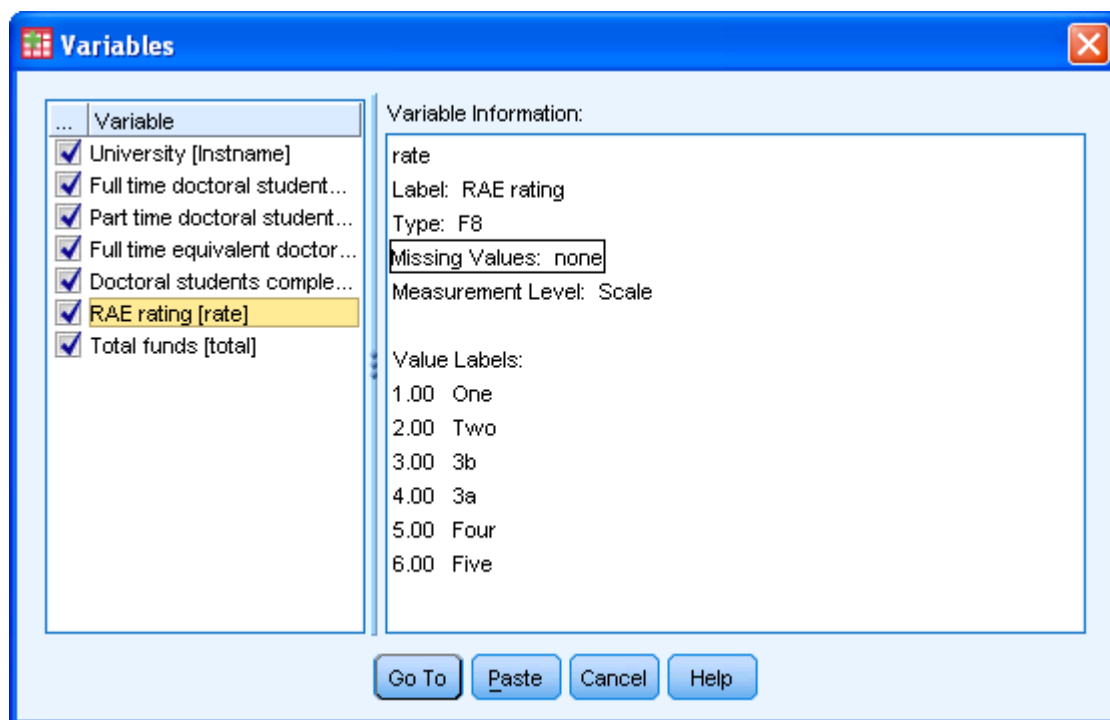 Variables
... Variable
University [Instname]
Full time doctoral student...
Part time doctoral student...
Full time equivalent doctor...
Doctoral students comple...
RAE rating [rate]
Total funds [total]
Variable Information:
rate
Label: RAE rating
Type: F8
Missing Values: none
Measurement Level: Scale
Value Labels:
1.00 One
2.00 Two
3.00 3b
4.00 3a
5.00 Four
6.00 Five
Go To Paste Cancel Help